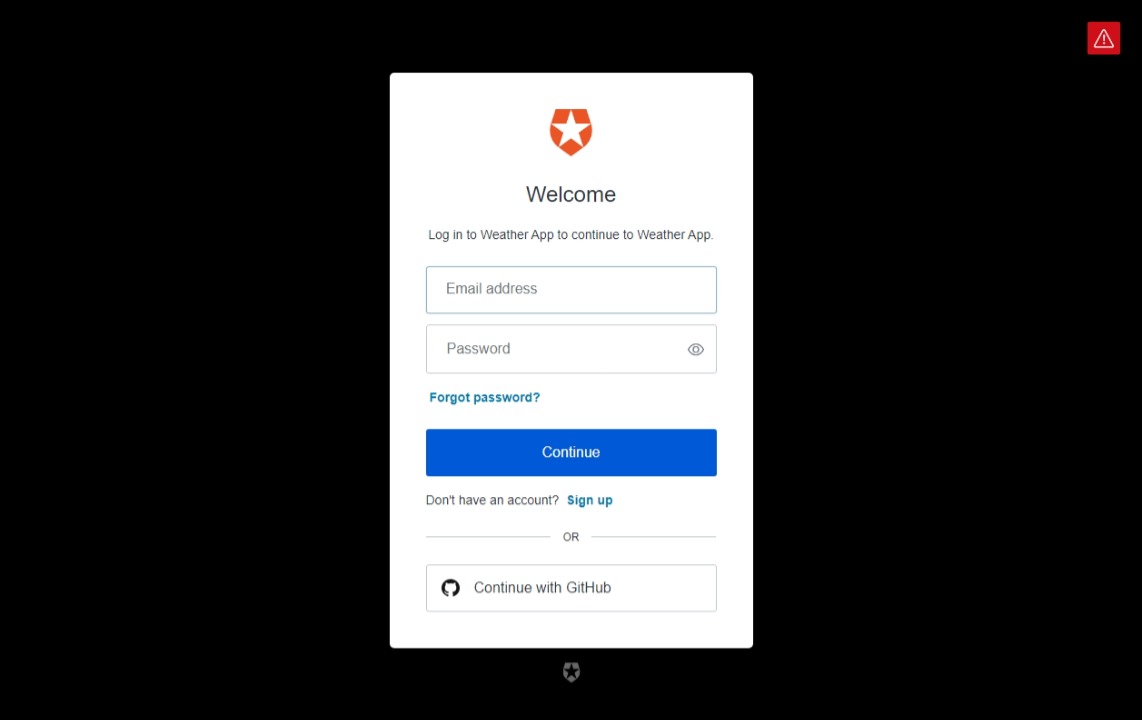 Welcome
Log in to Weather App to continue to Weather App.
Email address
Password
Forgot password?
Continue
Don't have an account? Sign up
OR
Continue with GitHub